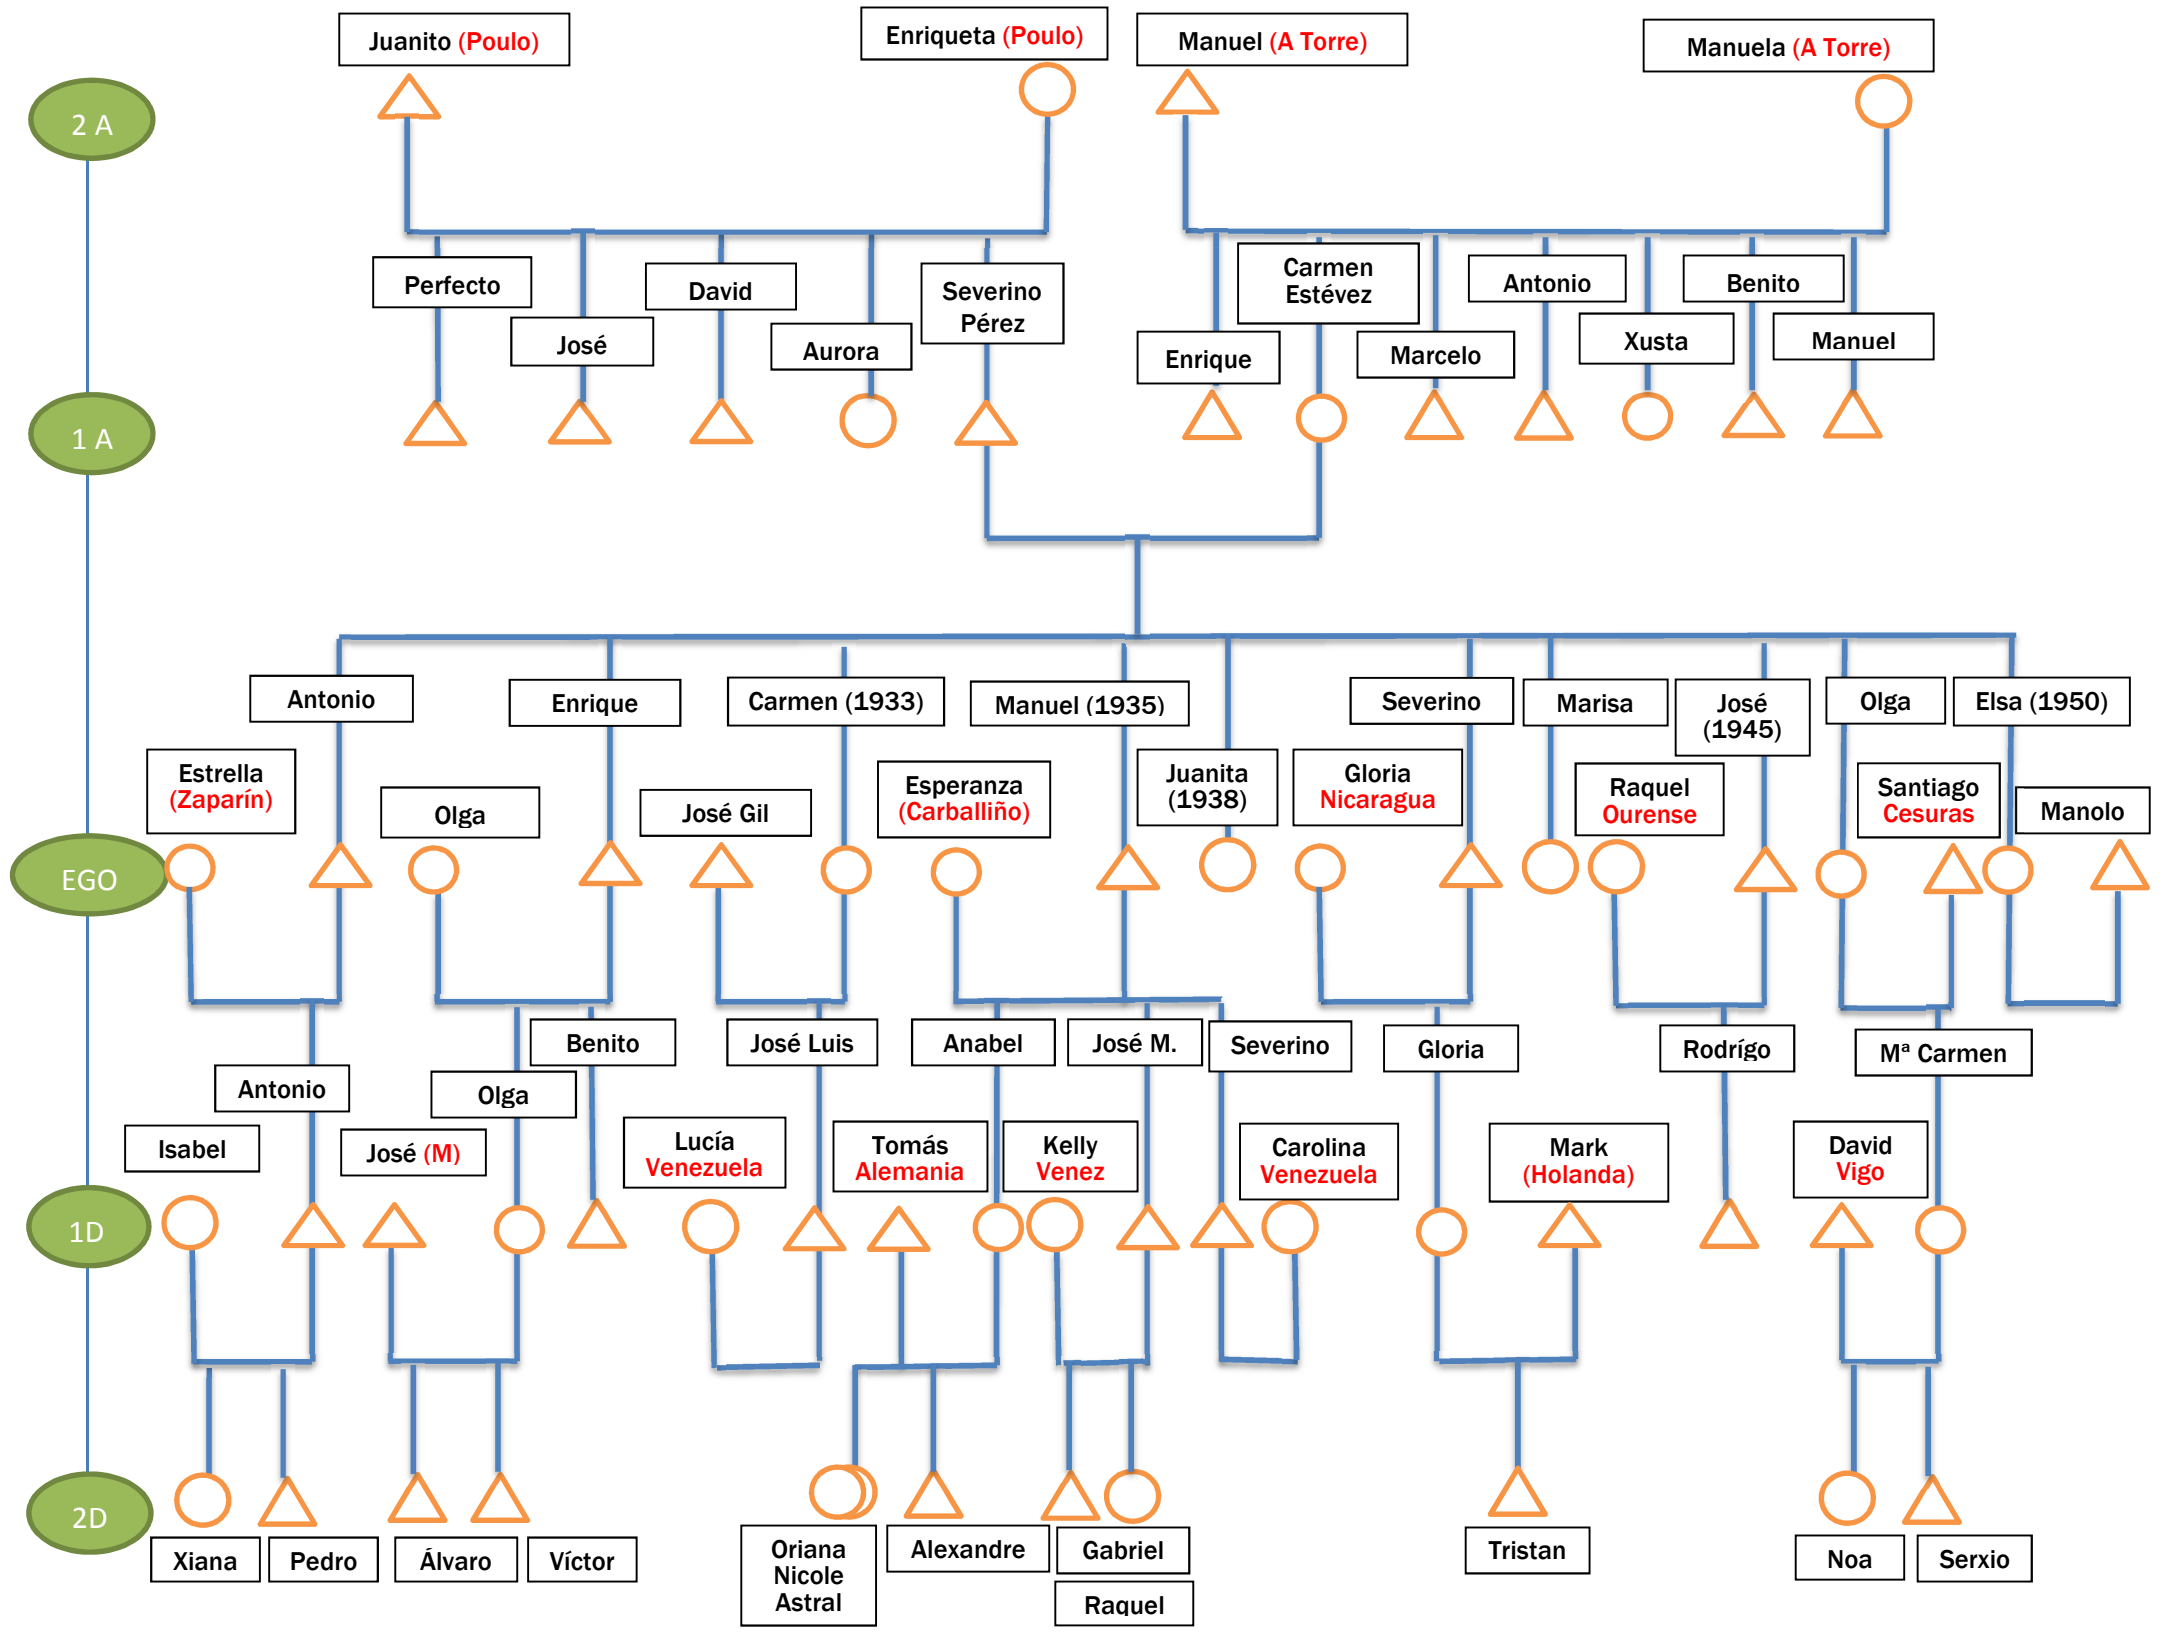 Juanito (Poulo)
Enriqueta (Poulo)
Manuel (A Torre)
Manuela (A Torre)
2 A
Perfecto
José
David
Aurora
Severino
Pérez
Enrique
Carmen
Estévez
Marcelo
Antonio
Xusta
Benito
Manuel
1 A
Antonio
Enrique
Carmen (1933)
Manuel (1935)
Juanita
(1938)
Severino
Marisa
José
(1945)
Olga
Elsa (1950)
Estrella
(Zaparín)
Olga
José Gil
Esperanza
(Carballiño)
Gloria
Nicaragua
Raquel
Ourense
Santiago
Cesuras
Manolo
EGO
Antonio
Olga
Benito
José Luis
Anabel
José M.
Severino
Gloria
Rodrígo
Mª Carmen
Isabel
José (M)
Lucía
Venezuela
Tomás
Alemania
Kelly
Venez
Carolina
Venezuela
Mark
(Holanda)
David
Vigo
1D
2D
Xiana
Pedro
Álvaro
Víctor
Oriana
Nicole
Astral
Alexandre
Gabriel
Raquel
Tristan
Noa
Serxio